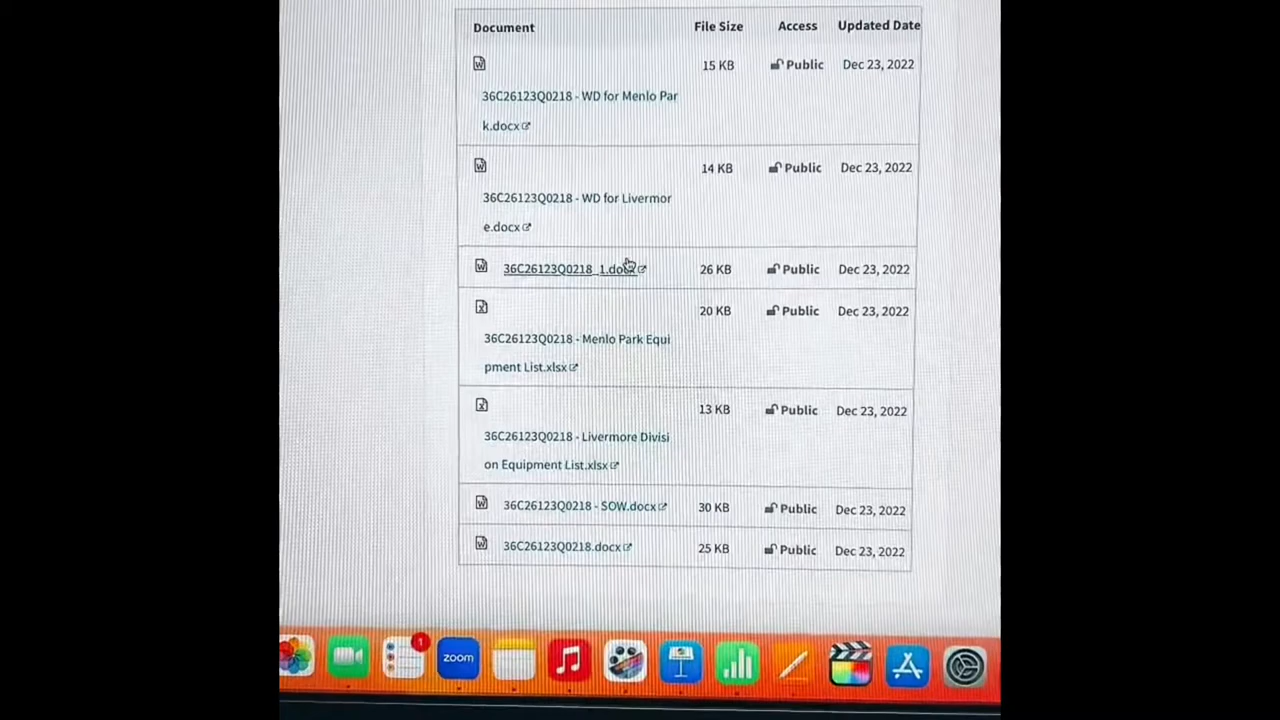 Document File Size Access Updated Date
15 KB Public Dec 23, 2022
36C26123Q0218 - WD for Menlo Par
k.docx
14 KB Public Dec 23, 2022
36C26123Q0218 - WD for Livermor
e.docx
36C26123Q0218_1.docx 26 KB Public Dec 23, 2022
20 KB Public Dec 23, 2022
36C26123Q0218 - Menlo Park Equi
pment List.xlsx
13 KB Public Dec 23, 2022
36C26123Q0218 - Livermore Divisi
on Equipment List.xlsx
36C26123Q0218 - SOW.docx 30 KB Public Dec 23, 2022
36C26123Q0218.docx 25 KB Public Dec 23, 2022
1
zoom